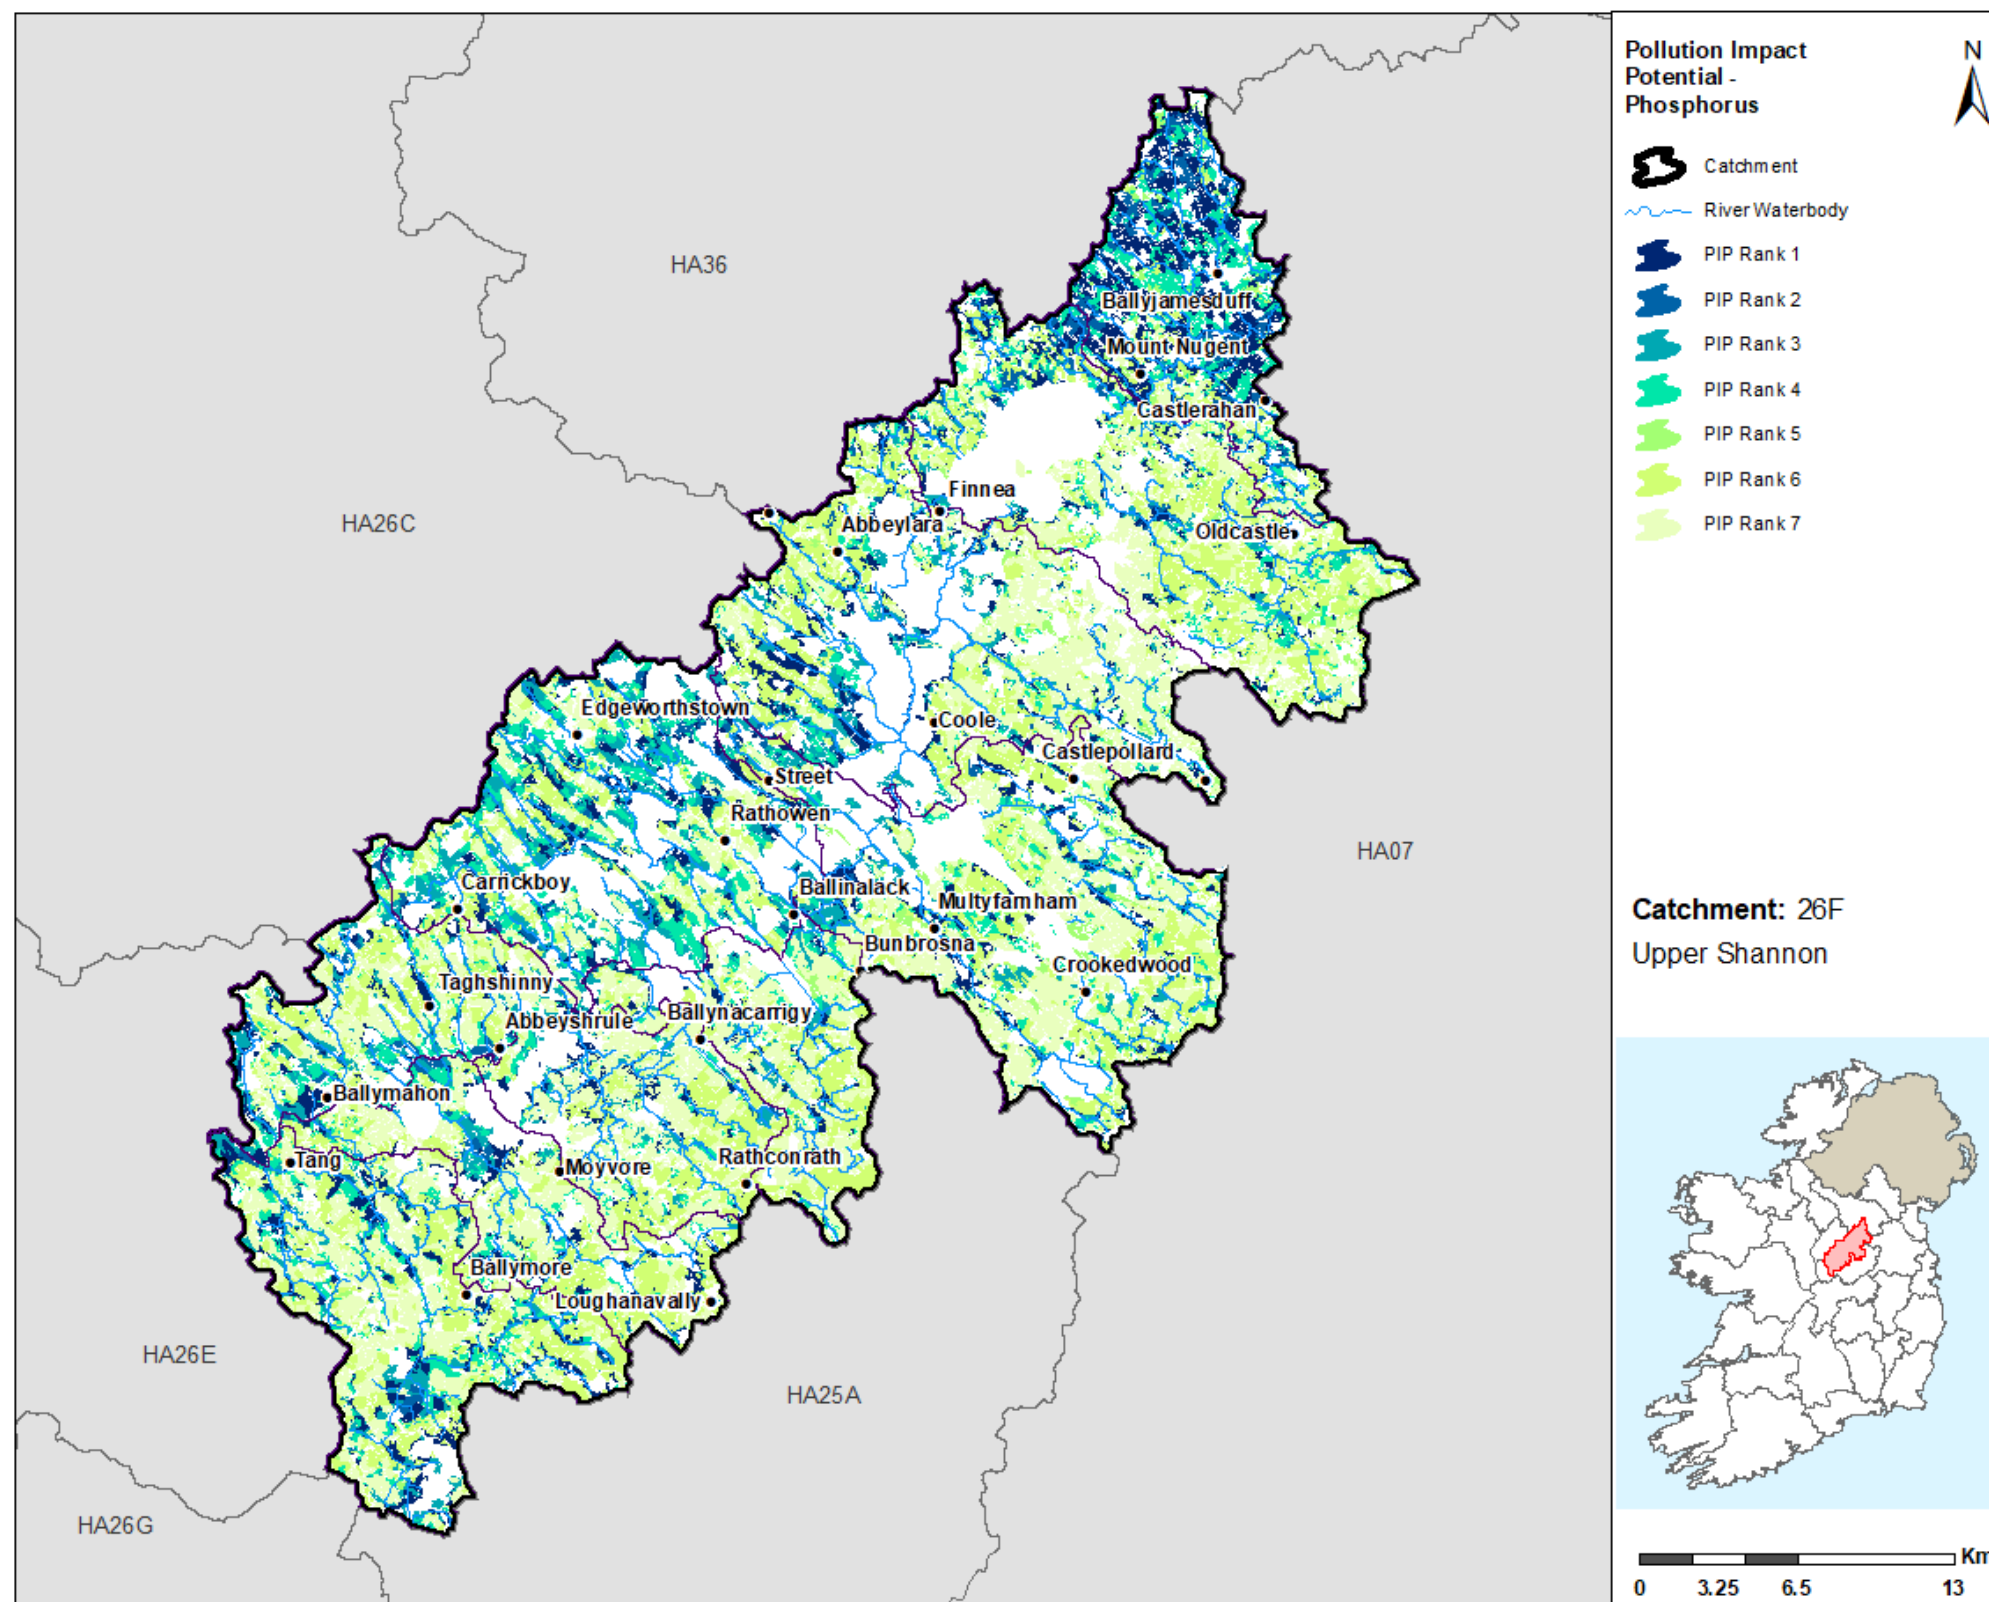 Pollution Impact
Potential -
Phosphorus
N
Catchment
River Waterbody
PIP Rank 1
PIP Rank 2
PIP Rank 3
PIP Rank 4
PIP Rank 5
PIP Rank 6
PIP Rank 7
HA36
Ballyjamesduff
Mount Nugent
Castlerahan
Finnea
HA26C
Abbeylara
Oldcastle
Edgeworthstown
Coole
Castlepollard
Street
Rathowen
HA07
Carrickboy
Ballinalack
Multyfarnham
Bunbrosna
Crookedwood
Taghshinny
Abbeyshrule
Ballynacarrigy
Ballymahon
Tang
Moyvore
Rathconrath
Ballymore
Loughanavally
HA26E
HA25A
HA26G
Catchment: 26F
Upper Shannon
Km
0 3.25 6.5 13